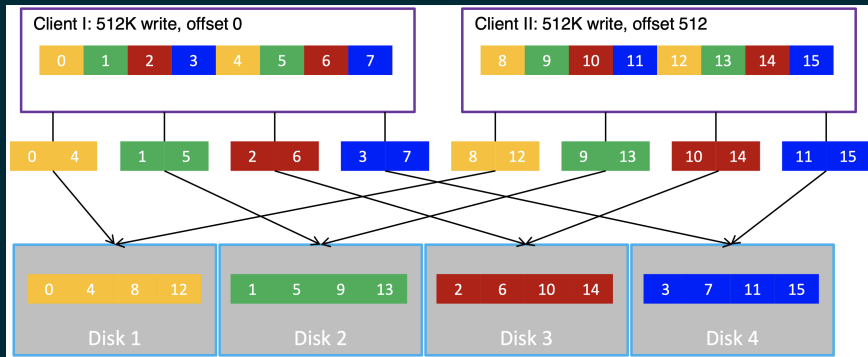 Client I: 512K write, offset 0
0 1 2 3 4 5 6 7
Client II: 512K write, offset 512
8 9 10 11 12 13 14 15
0 4
1 5
2 6
3 7
8 12
9 13
10 14
11 15
0 4 8 12
Disk 1
1 5 9 13
Disk 2
2 6 10 14
Disk 3
3 7 11 15
Disk 4